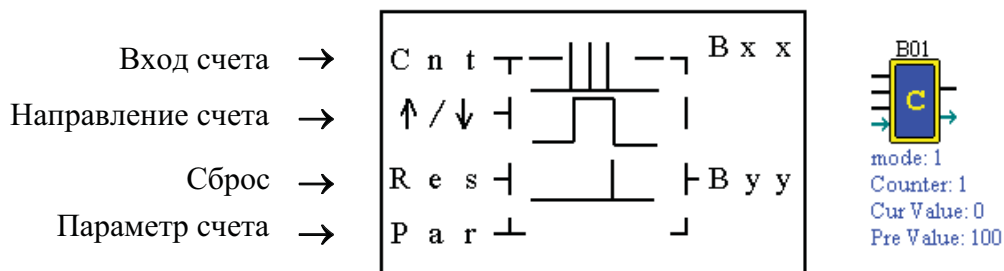 Вход счета →
Направление счета →
Сброс →
Параметр счета →
C n t
B x x
↑ / ↓
R e s
B y y
P a r
B01
C
mode: 1
Counter: 1
Cur Value: 0
Pre Value: 100